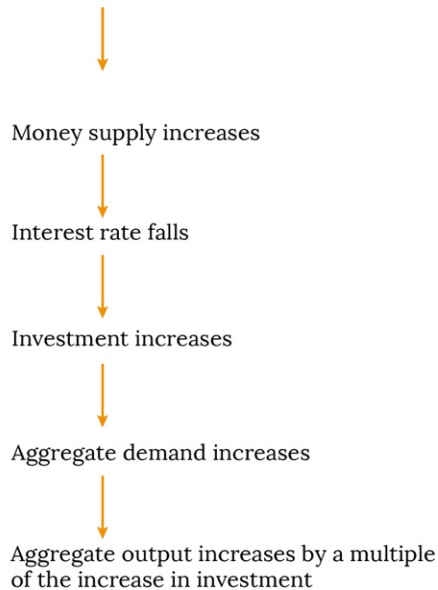 Money supply increases
Interest rate falls
Investment increases
Aggregate demand increases
Aggregate output increases by a multiple
of the increase in investment